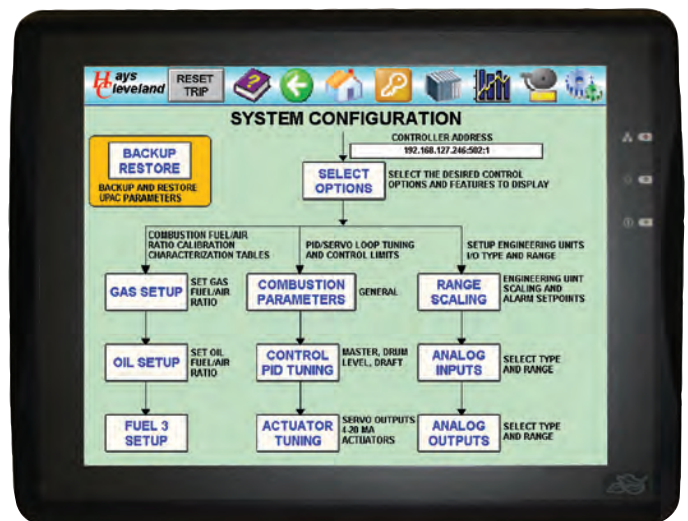 Hays Cleveland
RESET
TRIP
SYSTEM CONFIGURATION
CONTROLLER ADDRESS
192.168.127.246:502:1
BACKUP
RESTORE
BACKUP AND RESTORE
UPAC PARAMETERS
SELECT
OPTIONS
SELECT THE DESIRED CONTROL
OPTIONS AND FEATURES TO DISPLAY
COMBUSTION FUEL/AIR
RATIO CALIBRATION
CHARACTERIZATION TABLES
PID/SERVO LOOP TUNING
AND CONTROL LIMITS
SETUP ENGINEERING UNITS
I/O TYPE AND RANGE
GAS SETUP
SET GAS
FUEL/AIR
RATIO
COMBUSTION
PARAMETERS
GENERAL
RANGE
SCALING
ENGINEERING UINT
SCALING AND
ALARM SETPOINTS
OIL SETUP
SET OIL
FUEL/AIR
RATIO
CONTROL
PID TUNING
MASTER, DRUM
LEVEL, DRAFT
ANALOG
INPUTS
SELECT TYPE
AND RANGE
FUEL 3
SETUP
ACTUATOR
TUNING
SERVO OUTPUTS
4-20 MA
ACTUATORS
ANALOG
OUTPUTS
SELECT TYPE
AND RANGE